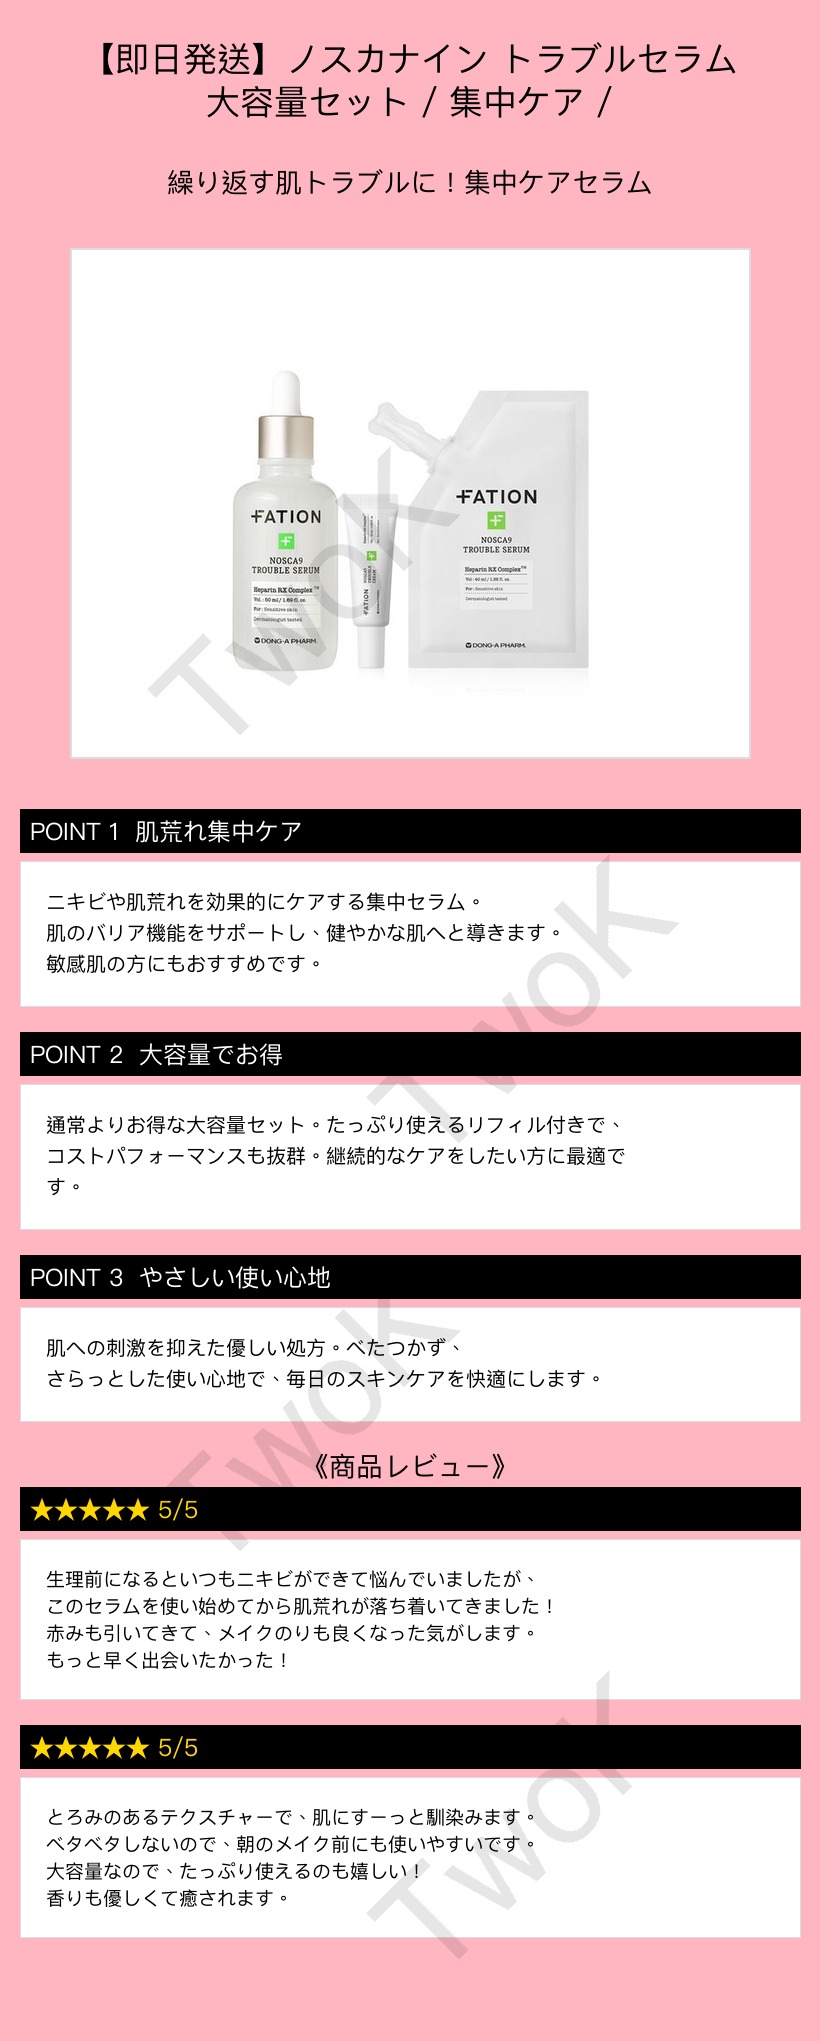 【即日発送】ノスカナイン トラブルセラム
大容量セット / 集中ケア /
繰り返す肌トラブルに！集中ケアセラム
FATION
NOSCA9
TROUBLE SERUM
Heparin RX Complex™
Vol : 50 ml / 1.69 fl. oz.
For : Sensitive skin
Dermatologist tested
DONG-A PHARM.
FATION
NOSCA9
TROUBLE
CREAM
FATION
NOSCA9
TROUBLE SERUM
Heparin RX Complex™
For : Sensitive skin
Dermatologist tested
DONG-A PHARM.
TwoK
POINT 1 肌荒れ集中ケア
ニキビや肌荒れを効果的にケアする集中セラム。
肌のバリア機能をサポートし、健やかな肌へと導きます。
敏感肌の方にもおすすめです。
TwoK
POINT 2 大容量でお得
通常よりお得な大容量セット。たっぷり使えるリフィル付きで、
コストパフォーマンスも抜群。継続的なケアをしたい方に最適で
す。
POINT 3 やさしい使い心地
肌への刺激を抑えた優しい処方。べたつかず、
さらっとした使い心地で、毎日のスキンケアを快適にします。
TwoK
《商品レビュー》
★★★★★ 5/5
生理前になるといつもニキビができて悩んでいましたが、
このセラムを使い始めてから肌荒れが落ち着いてきました！
赤みも引いてきて、メイクのりも良くなった気がします。
もっと早く出会いたかった！
★★★★★ 5/5
とろみのあるテクスチャーで、肌にすーっと馴染みます。
ベタベタしないので、朝のメイク前にも使いやすいです。
大容量なので、たっぷり使えるのも嬉しい！
香りも優しくて癒されます。
TwoK